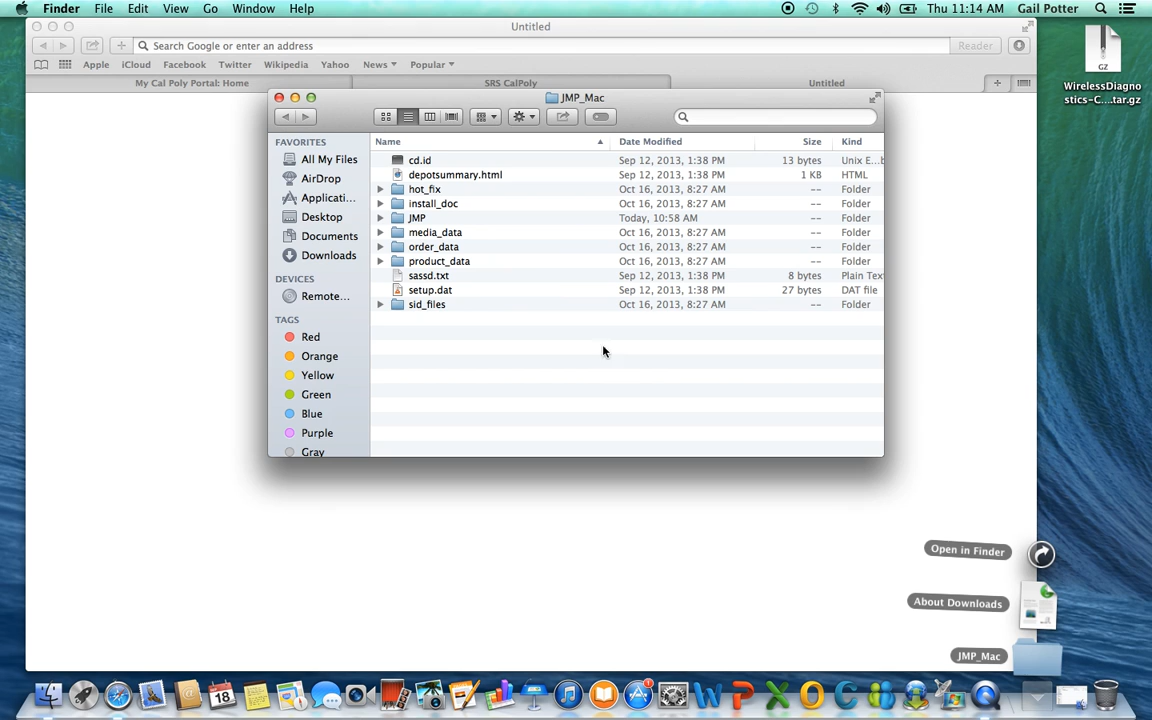 Finder File Edit View Go Window Help Thu 11:14 AM Gail Potter
Untitled
Search Google or enter an address Reader
Apple iCloud Facebook Twitter Wikipedia Yahoo News Popular
My Cal Poly Portal: Home SRS CalPoly Untitled
GZ
WirelessDiagno
stics-C....tar.gz
JMP_Mac
FAVORITES
All My Files
AirDrop
Applicati...
Desktop
Documents
Downloads
DEVICES
Remote...
TAGS
Red
Orange
Yellow
Green
Blue
Purple
Gray
Name Date Modified Size Kind
cd.id Sep 12, 2013, 1:38 PM 13 bytes Unix E...b
depotsummary.html Sep 12, 2013, 1:38 PM 1 KB HTML
hot_fix Oct 16, 2013, 8:27 AM -- Folder
install_doc Oct 16, 2013, 8:27 AM -- Folder
JMP Today, 10:58 AM -- Folder
media_data Oct 16, 2013, 8:27 AM -- Folder
order_data Oct 16, 2013, 8:27 AM -- Folder
product_data Oct 16, 2013, 8:27 AM -- Folder
sassd.txt Sep 12, 2013, 1:38 PM 8 bytes Plain Tex
setup.dat Sep 12, 2013, 1:38 PM 27 bytes DAT file
sid_files Oct 16, 2013, 8:27 AM -- Folder
Open in Finder
About Downloads
JMP_Mac
18
1